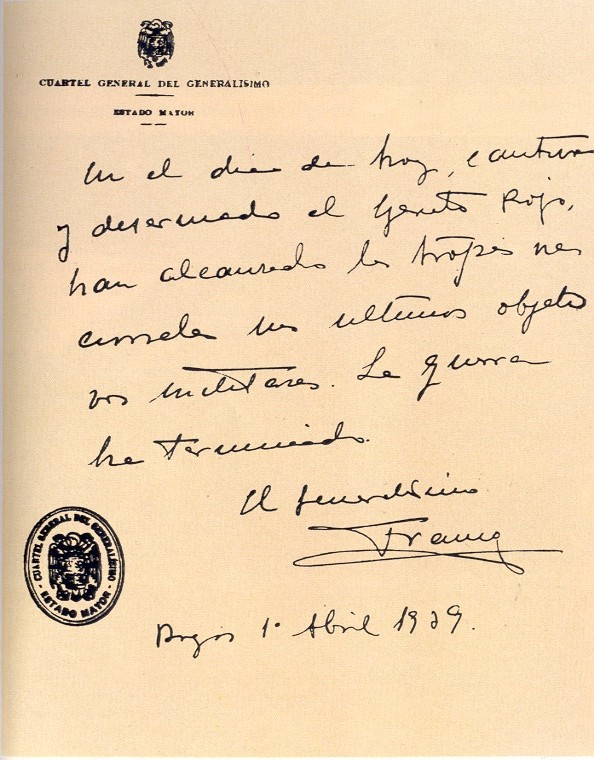 CUARTEL GENERAL DEL GENERALISIMO
ESTADO MAYOR
En el dia de hoy, cautivo
y desarmado el Ejercito Rojo,
han alcanzado las tropas na-
cionales sus ultimos objeti
vos militares. La guerra
ha terminado.
El Generalisimo
Franco
CUARTEL GENERAL DEL GENERALISIMO
ESTADO MAYOR
Burgos 1º Abril 1939.